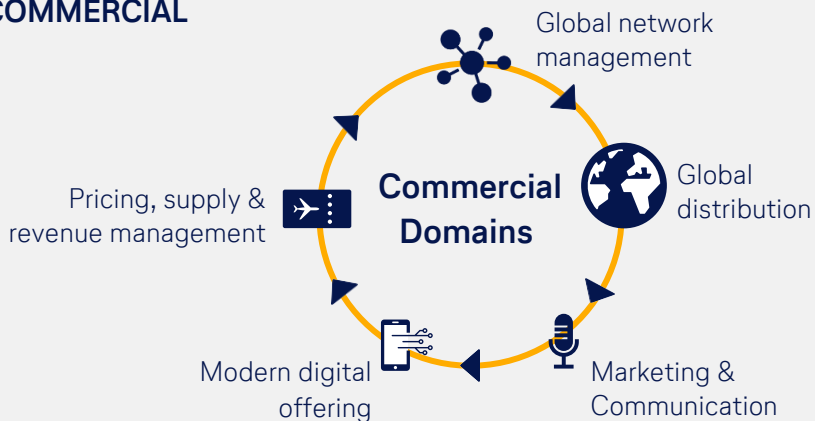 COMMERCIAL
Global network
management
Commercial
Domains
Global
distribution
Pricing, supply &
revenue management
Modern digital
offering
Marketing &
Communication